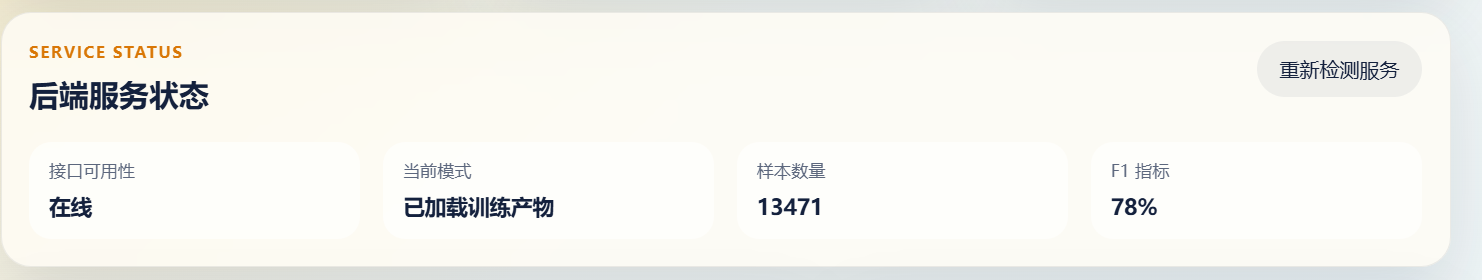 SERVICE STATUS
后端服务状态
重新检测服务
接口可用性
在线
当前模式
已加载训练产物
样本数量
13471
F1 指标
78%